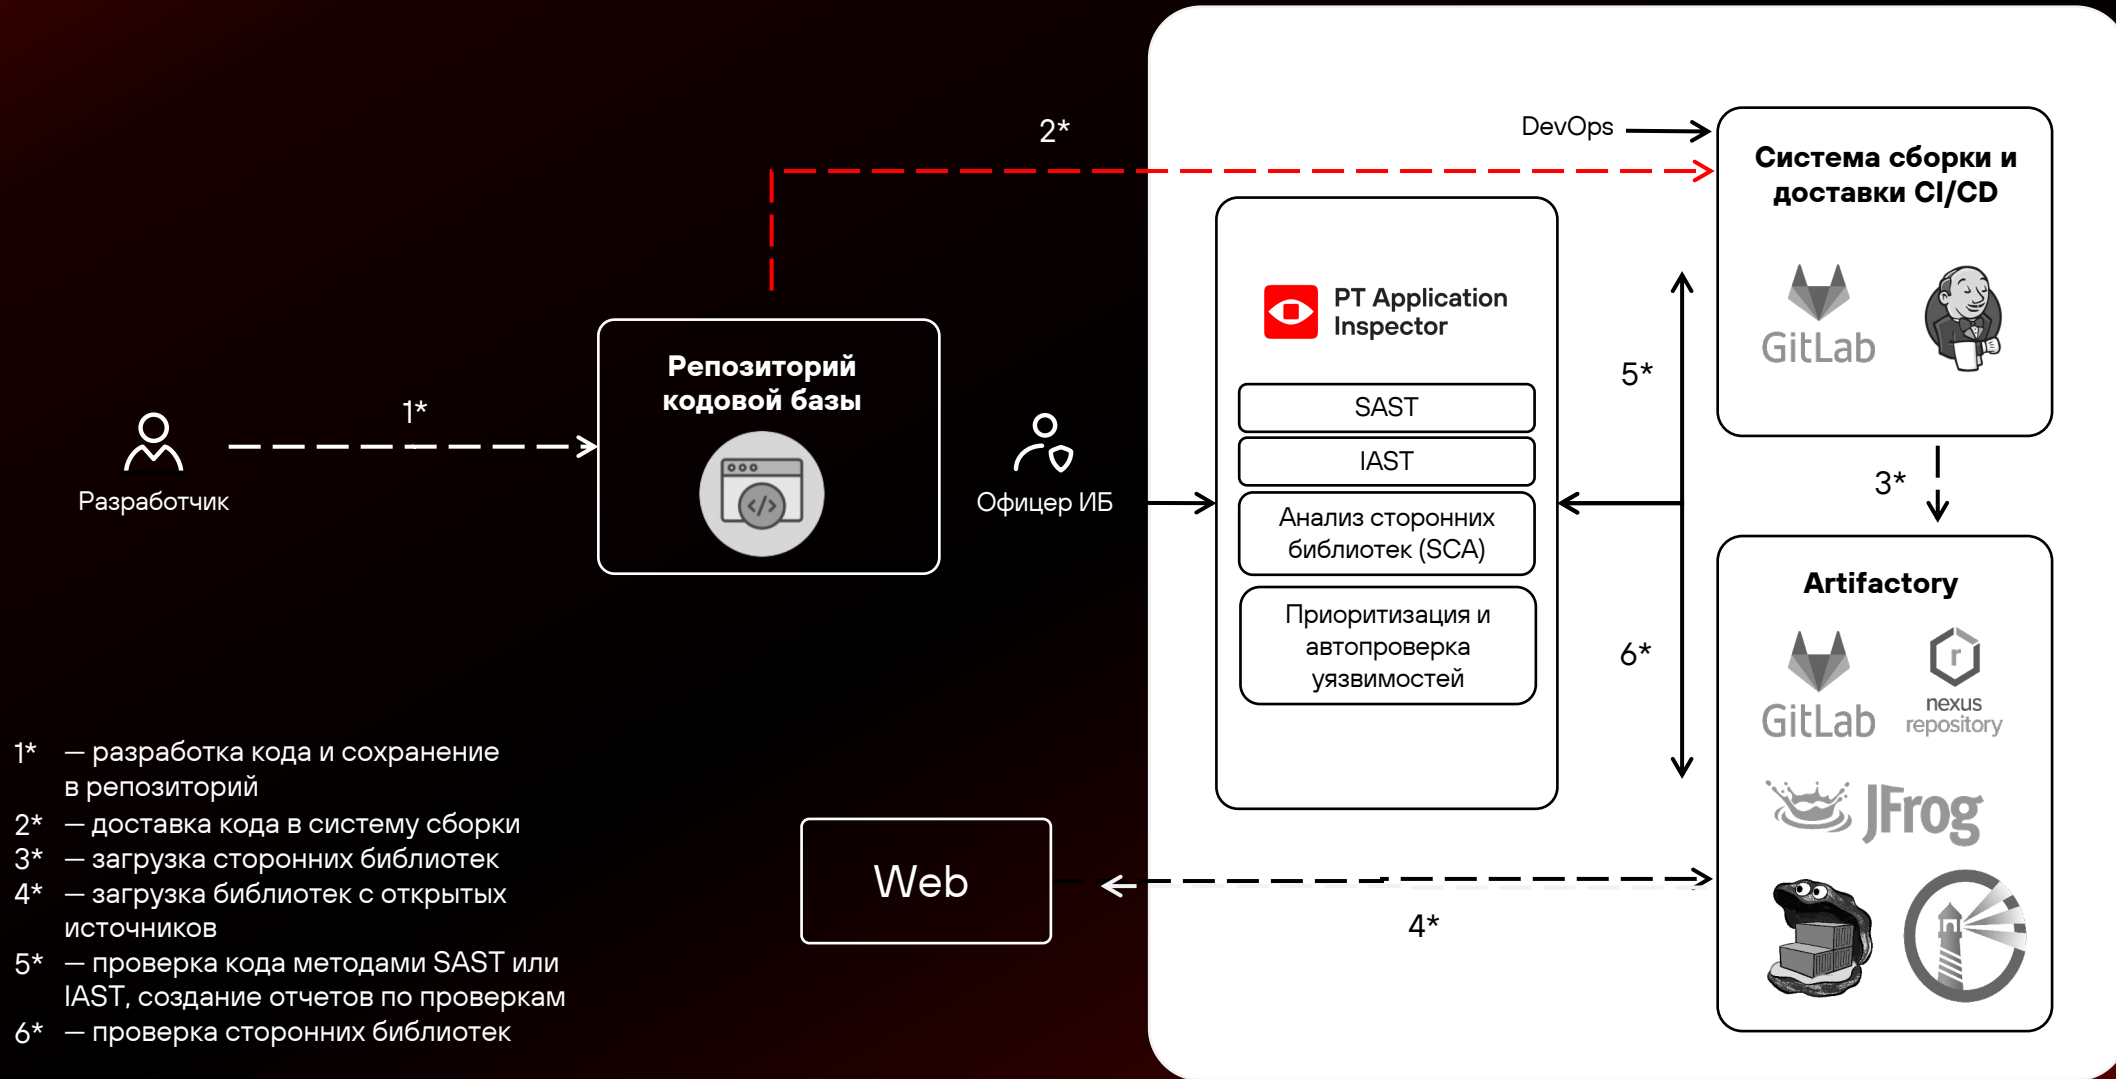 2*
DevOps
Система сборки и
доставки CI/CD
GitLab
PT Application
Inspector
SAST
IAST
Анализ сторонних
библиотек (SCA)
Приоритизация и
автопроверка
уязвимостей
5*
6*
3*
Artifactory
GitLab
r
nexus
repository
JFrog
Репозиторий
кодовой базы
</>
1*
Разработчик
Офицер ИБ
Web
4*
1* — разработка кода и сохранение
в репозиторий
2* — доставка кода в систему сборки
3* — загрузка сторонних библиотек
4* — загрузка библиотек с открытых
источников
5* — проверка кода методами SAST или
IAST, создание отчетов по проверкам
6* — проверка сторонних библиотек